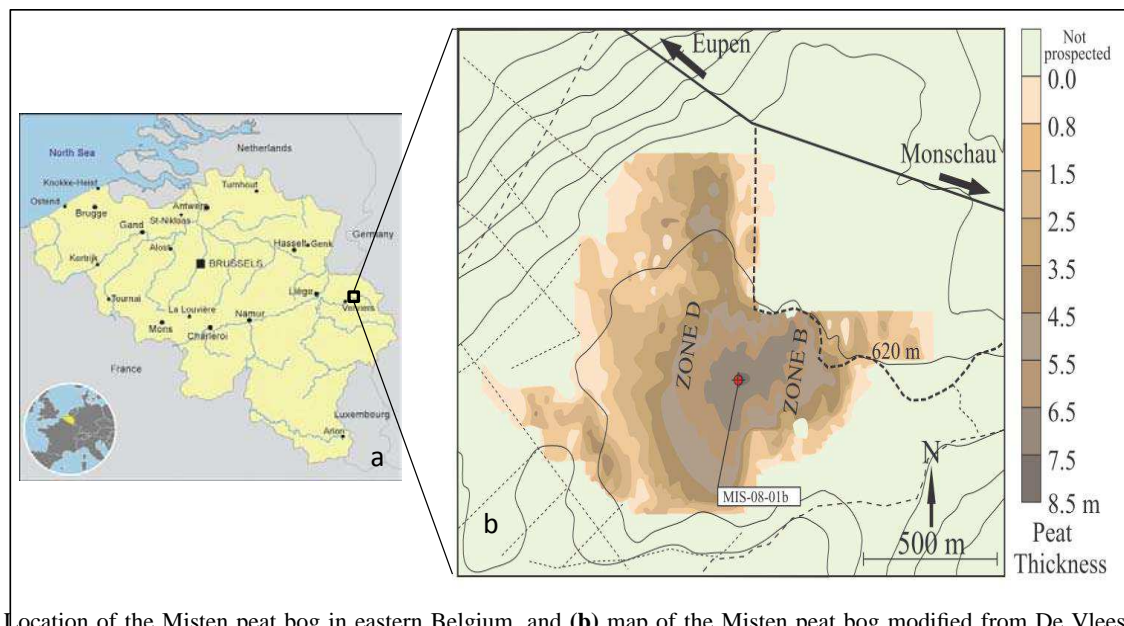 North Sea
Netherlands
Knokke-Heist
Ostend
Brugge
Turnhout
Antwerp
St-Niklaas
Gand
Germany
Hasselt
Genk
Alost
Kortrijk
BRUSSELS
Liège
Verviers
Tournai
La Louvière
Namur
Mons
Charleroi
France
Luxembourg
Arlon
a
Eupen
Monschau
ZONE D
ZONE B
620 m
MIS-08-01b
N
b
500 m
Not
prospected
0.0
0.8
1.5
2.5
3.5
4.5
5.5
6.5
7.5
8.5 m
Peat
Thickness
Location of the Misten peat bog in eastern Belgium, and (b) map of the Misten peat bog modified from De Vlees